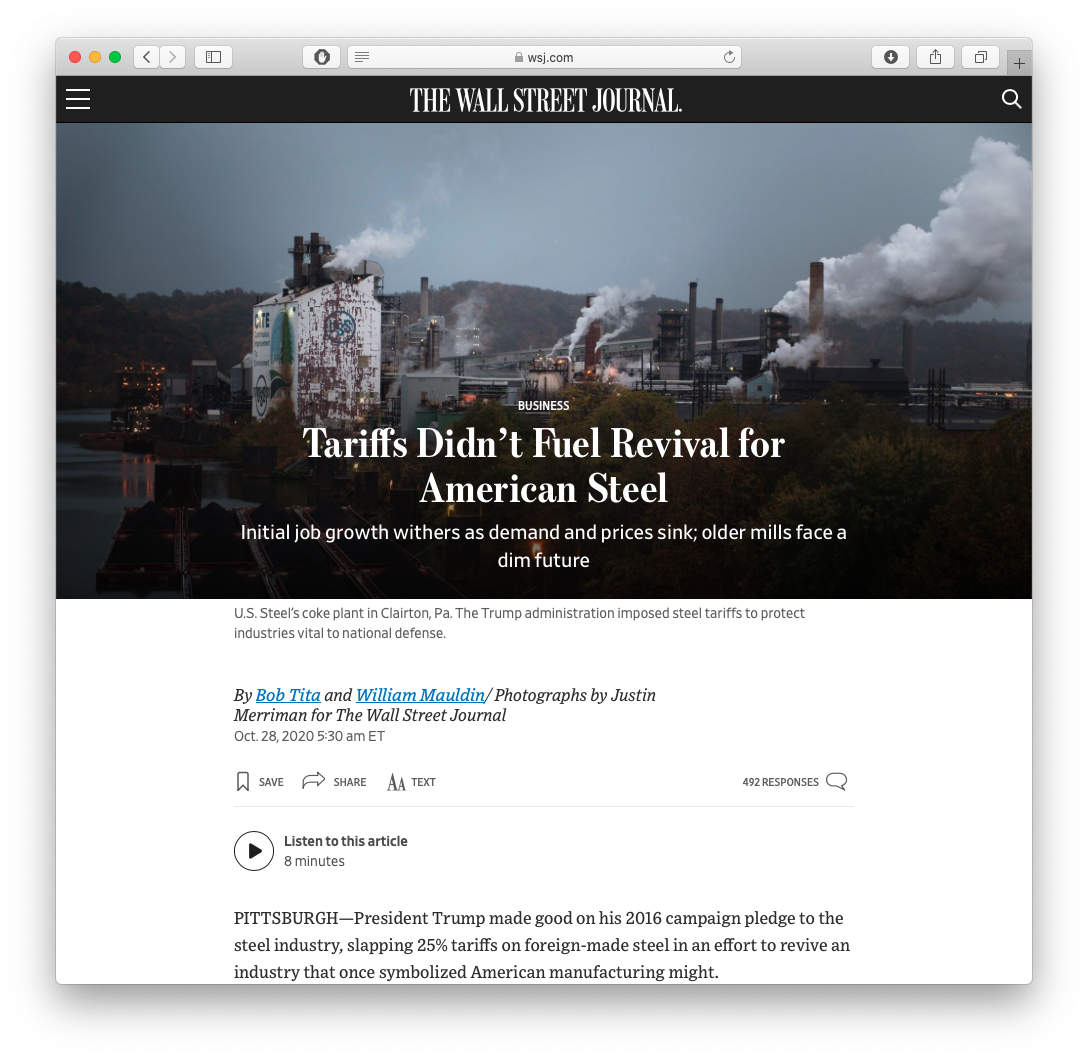 wsj.com
THE WALL STREET JOURNAL.
CITE
USS
BUSINESS
Tariffs Didn’t Fuel Revival for
American Steel
Initial job growth withers as demand and prices sink; older mills face a
dim future
U.S. Steel’s coke plant in Clairton, Pa. The Trump administration imposed steel tariffs to protect
industries vital to national defense.
By Bob Tita and William Mauldin/ Photographs by Justin
Merriman for The Wall Street Journal
Oct. 28, 2020 5:30 am ET
SAVE SHARE AA TEXT 492 RESPONSES
Listen to this article
8 minutes
PITTSBURGH—President Trump made good on his 2016 campaign pledge to the
steel industry, slapping 25% tariffs on foreign-made steel in an effort to revive an
industry that once symbolized American manufacturing might.